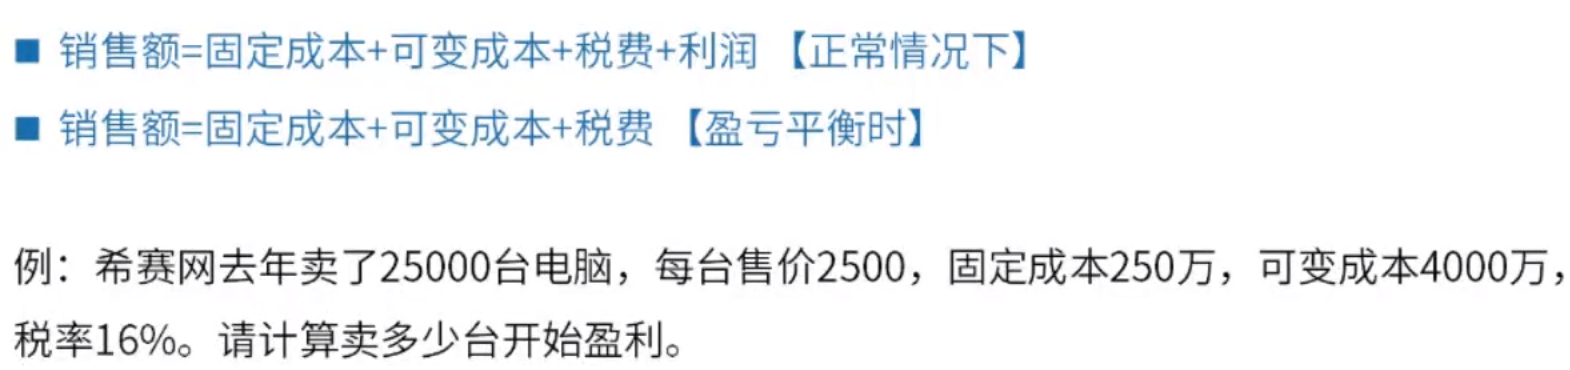 ■ 销售额=固定成本+可变成本+税费+利润 【正常情况下】
■ 销售额=固定成本+可变成本+税费 【盈亏平衡时】
例：希赛网去年卖了25000台电脑，每台售价2500，固定成本250万，可变成本4000万，
税率16%。请计算卖多少台开始盈利。